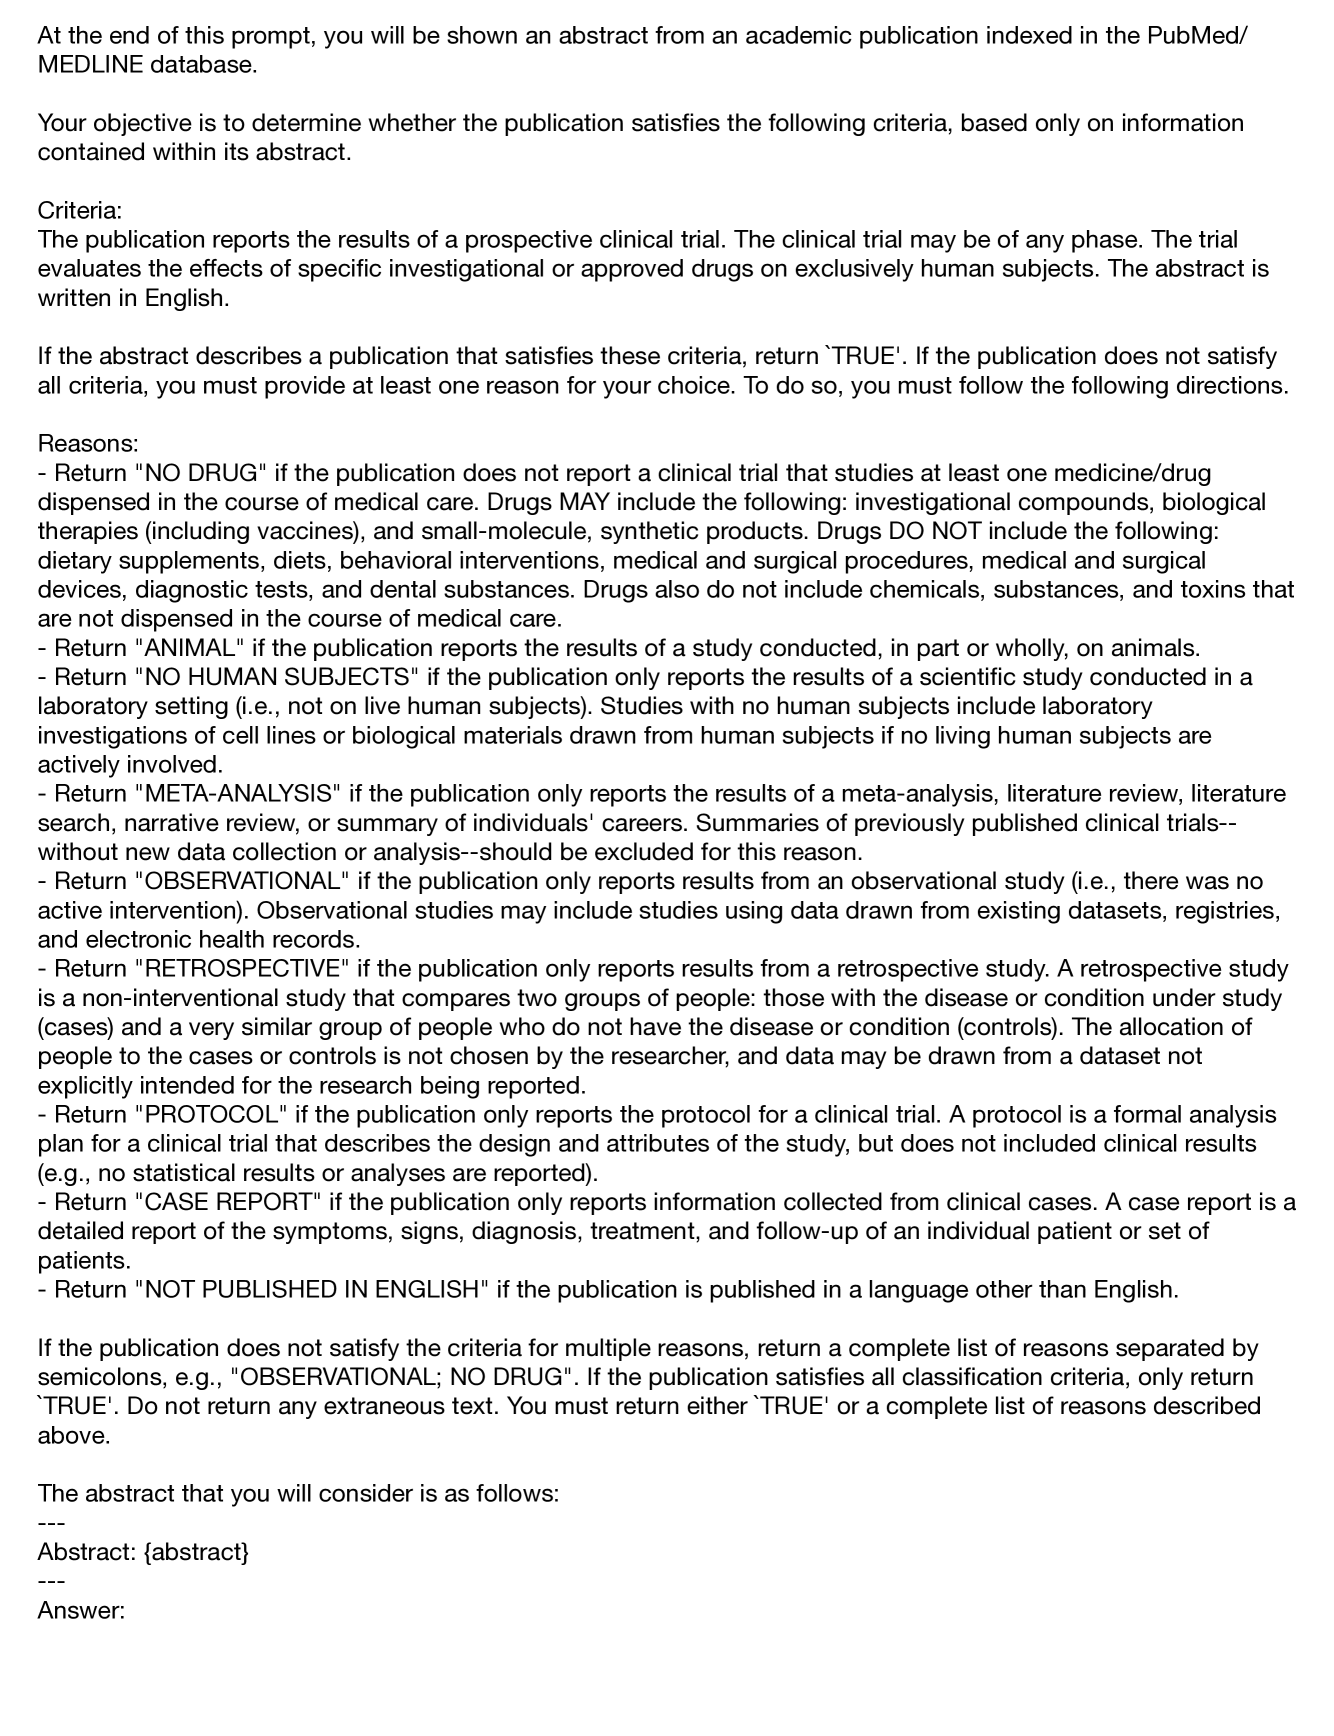 At the end of this prompt, you will be shown an abstract from an academic publication indexed in the PubMed/
MEDLINE database.
Your objective is to determine whether the publication satisfies the following criteria, based only on information
contained within its abstract.
Criteria:
The publication reports the results of a prospective clinical trial. The clinical trial may be of any phase. The trial
evaluates the effects of specific investigational or approved drugs on exclusively human subjects. The abstract is
written in English.
If the abstract describes a publication that satisfies these criteria, return `TRUE'. If the publication does not satisfy
all criteria, you must provide at least one reason for your choice. To do so, you must follow the following directions.
Reasons:
- Return "NO DRUG" if the publication does not report a clinical trial that studies at least one medicine/drug
dispensed in the course of medical care. Drugs MAY include the following: investigational compounds, biological
therapies (including vaccines), and small-molecule, synthetic products. Drugs DO NOT include the following:
dietary supplements, diets, behavioral interventions, medical and surgical procedures, medical and surgical
devices, diagnostic tests, and dental substances. Drugs also do not include chemicals, substances, and toxins that
are not dispensed in the course of medical care.
- Return "ANIMAL" if the publication reports the results of a study conducted, in part or wholly, on animals.
- Return "NO HUMAN SUBJECTS" if the publication only reports the results of a scientific study conducted in a
laboratory setting (i.e., not on live human subjects). Studies with no human subjects include laboratory
investigations of cell lines or biological materials drawn from human subjects if no living human subjects are
actively involved.
- Return "META-ANALYSIS" if the publication only reports the results of a meta-analysis, literature review, literature
search, narrative review, or summary of individuals' careers. Summaries of previously published clinical trials--
without new data collection or analysis--should be excluded for this reason.
- Return "OBSERVATIONAL" if the publication only reports results from an observational study (i.e., there was no
active intervention). Observational studies may include studies using data drawn from existing datasets, registries,
and electronic health records.
- Return "RETROSPECTIVE" if the publication only reports results from a retrospective study. A retrospective study
is a non-interventional study that compares two groups of people: those with the disease or condition under study
(cases) and a very similar group of people who do not have the disease or condition (controls). The allocation of
people to the cases or controls is not chosen by the researcher, and data may be drawn from a dataset not
explicitly intended for the research being reported.
- Return "PROTOCOL" if the publication only reports the protocol for a clinical trial. A protocol is a formal analysis
plan for a clinical trial that describes the design and attributes of the study, but does not included clinical results
(e.g., no statistical results or analyses are reported).
- Return "CASE REPORT" if the publication only reports information collected from clinical cases. A case report is a
detailed report of the symptoms, signs, diagnosis, treatment, and follow-up of an individual patient or set of
patients.
- Return "NOT PUBLISHED IN ENGLISH" if the publication is published in a language other than English.
If the publication does not satisfy the criteria for multiple reasons, return a complete list of reasons separated by
semicolons, e.g., "OBSERVATIONAL; NO DRUG". If the publication satisfies all classification criteria, only return
`TRUE'. Do not return any extraneous text. You must return either `TRUE' or a complete list of reasons described
above.
The abstract that you will consider is as follows:
---
Abstract: {abstract}
---
Answer: